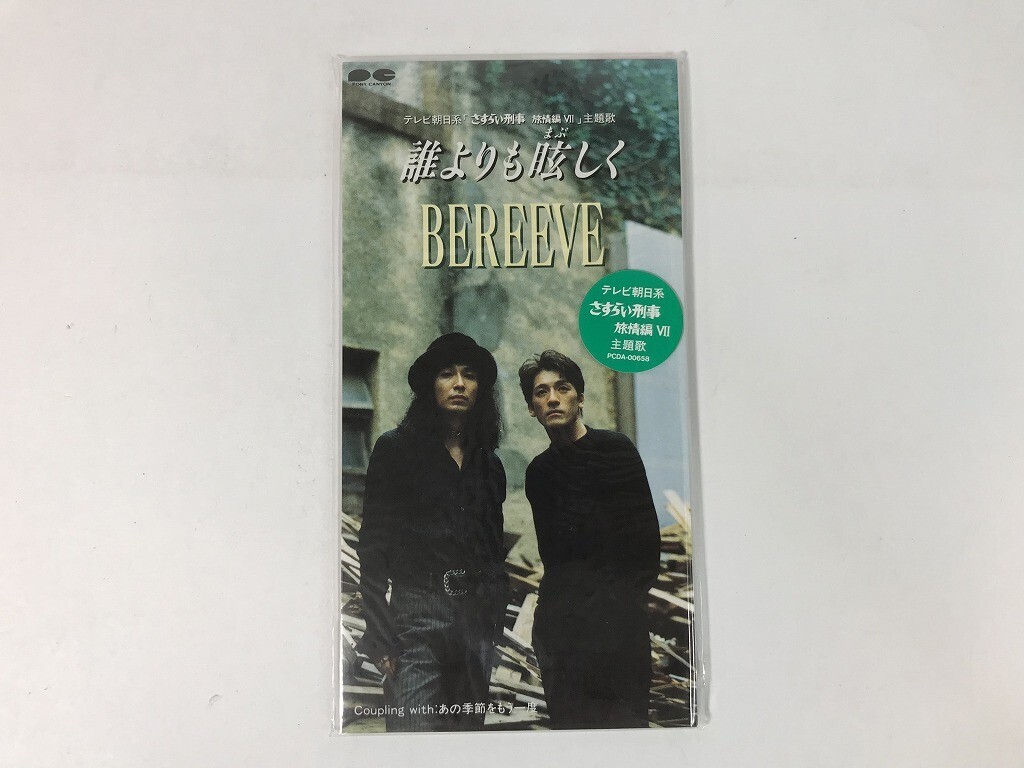 PONY CANYON
テレビ朝日系「さすらい刑事 旅情編 VII」主題歌
まぶ
誰よりも眩しく
BEREEVE
テレビ朝日系
さすらい刑事
旅情編 VII
主題歌
PCDA-00658
Coupling with:あの季節をもう一度